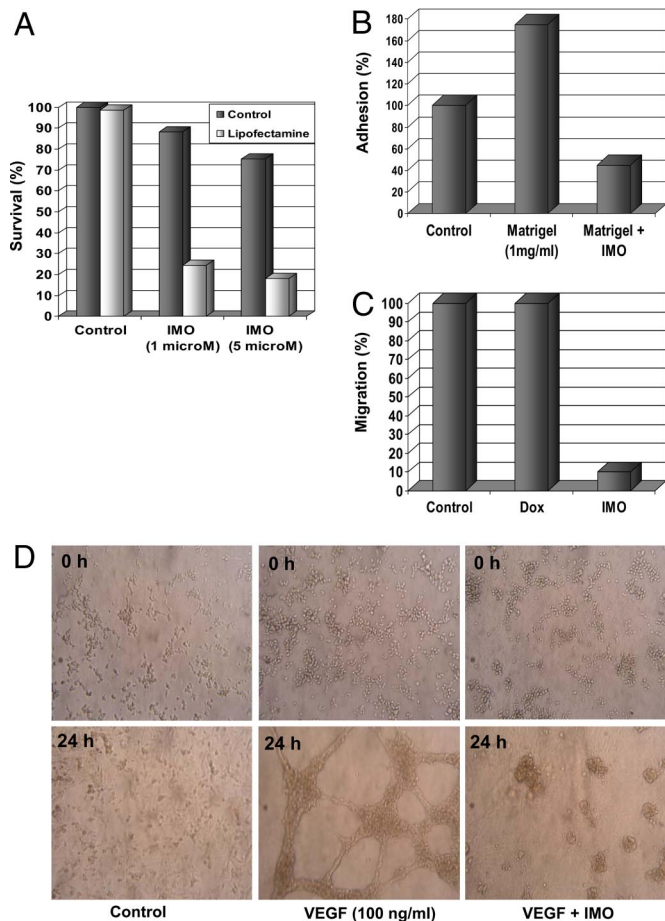 A
Survival (%)
100
90
80
70
60
50
40
30
20
10
0
Control
Lipofectamine
Control
IMO
(1 microM)
IMO
(5 microM)
B
Adhesion (%)
180
160
140
120
100
80
60
40
20
0
Control
Matrigel
(1mg/ml)
Matrigel +
IMO
C
Migration (%)
100
90
80
70
60
50
40
30
20
10
0
Control
Dox
IMO
D
0 h
0 h
0 h
24 h
24 h
24 h
Control
VEGF (100 ng/ml)
VEGF + IMO